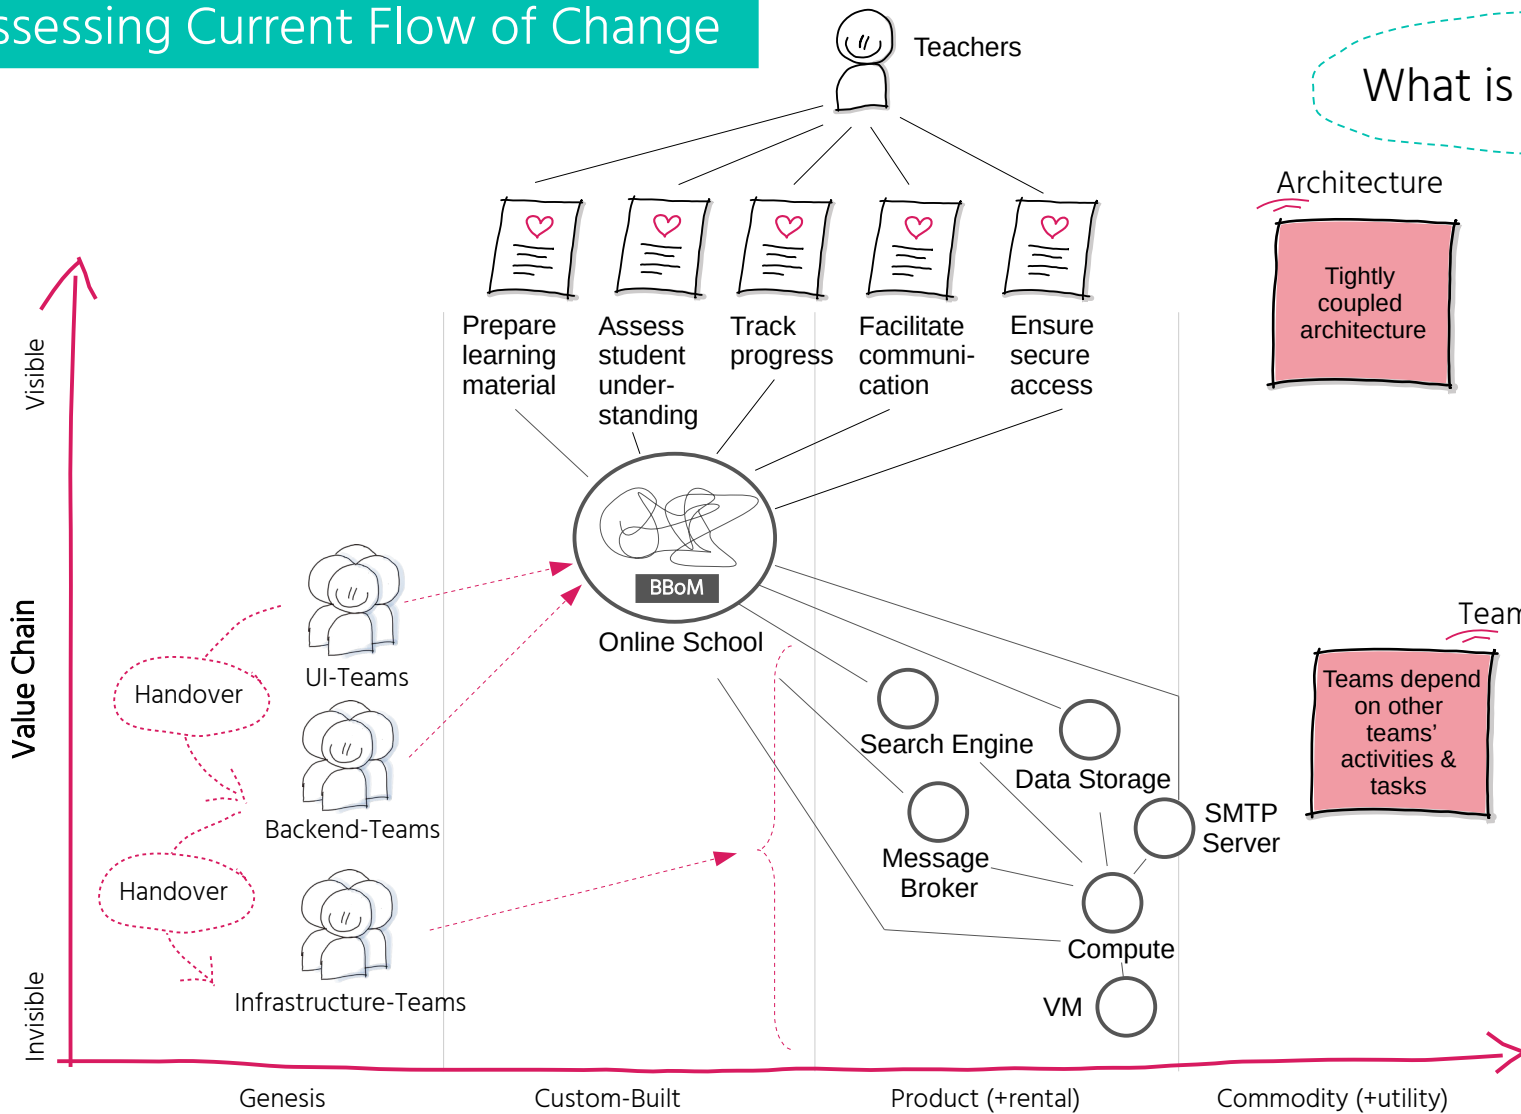 ssessing Current Flow of Change
Teachers
What is
Architecture
Tightly
coupled
architecture
Prepare
learning
material
Assess
student
under-
standing
Track
progress
Facilitate
communi-
cation
Ensure
secure
access
Visible
Value Chain
Invisible
BBoM
Online School
UI-Teams
Handover
Backend-Teams
Handover
Infrastructure-Teams
Search Engine
Data Storage
Message
Broker
SMTP
Server
Compute
VM
Team
Teams depend
on other
teams’
activities &
tasks
Genesis
Custom-Built
Product (+rental)
Commodity (+utility)